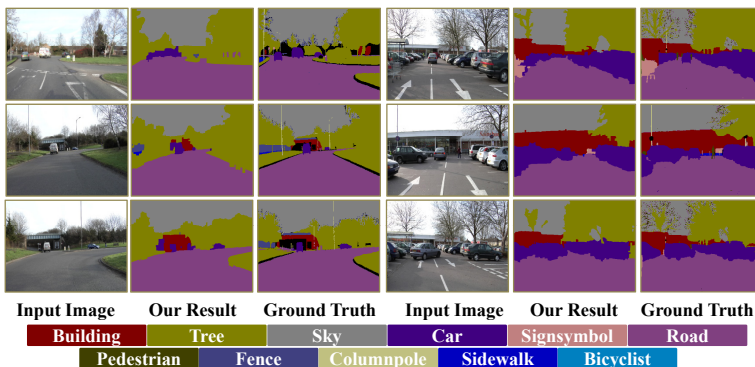 Input Image Our Result Ground Truth Input Image Our Result Ground Truth
Building Tree Sky Car Signsymbol Road
Pedestrian Fence Columnpole Sidewalk Bicyclist